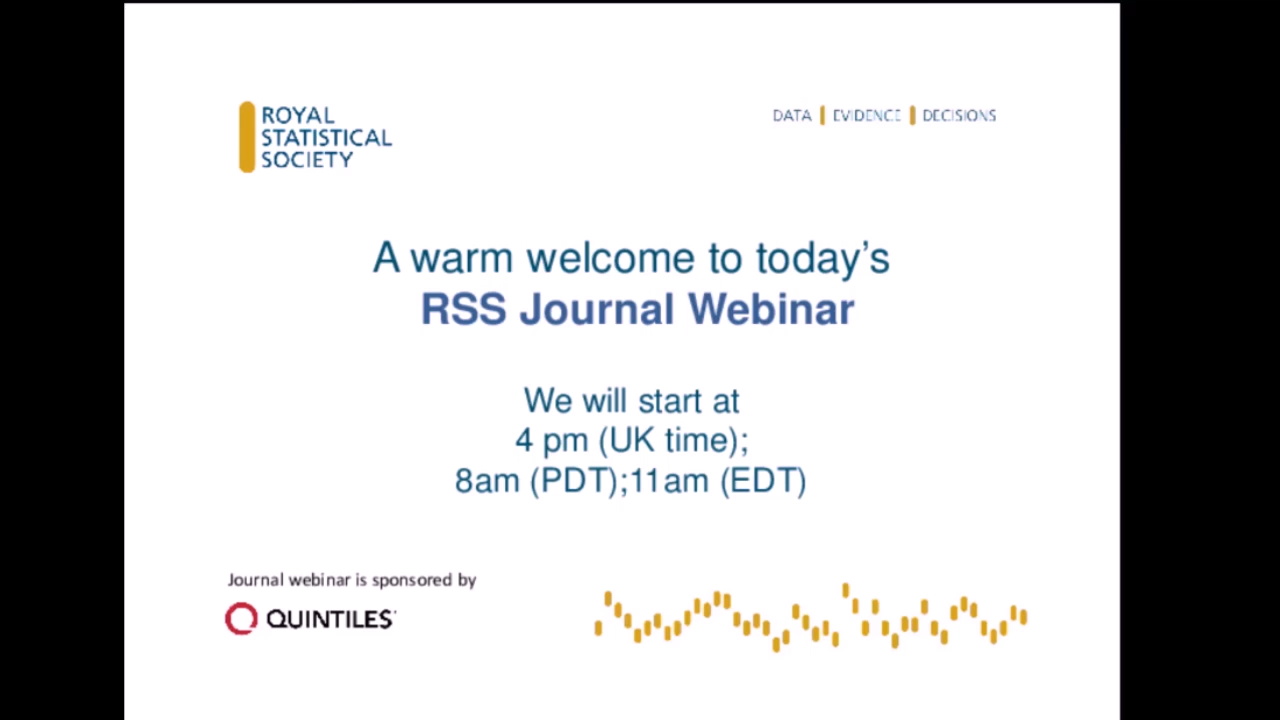 ROYAL
STATISTICAL
SOCIETY
DATA | EVIDENCE | DECISIONS
A warm welcome to today’s
RSS Journal Webinar
We will start at
4 pm (UK time);
8am (PDT);11am (EDT)
Journal webinar is sponsored by
QUINTILES